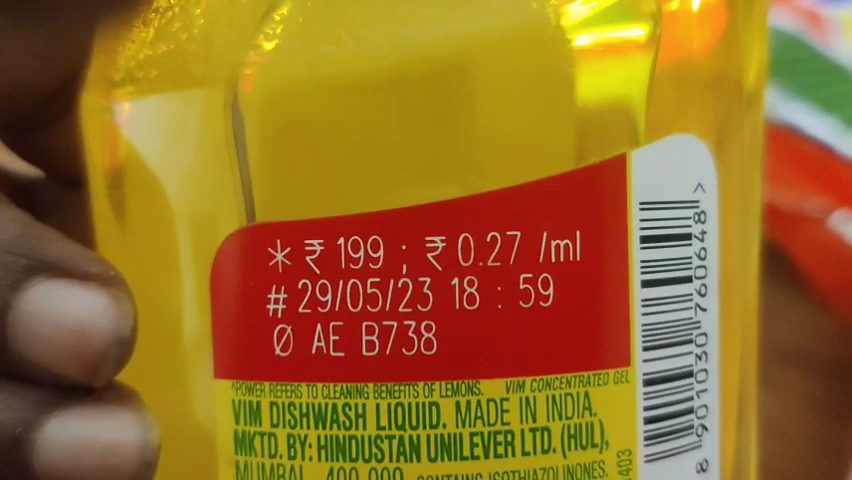 * ₹ 199 ; ₹ 0.27 /ml
# 29/05/23 18 : 59
Ø AE B738
^POWER REFERS TO CLEANING BENEFITS OF LEMONS. VIM CONCENTRATED GEL
VIM DISHWASH LIQUID. MADE IN INDIA.
MKTD. BY: HINDUSTAN UNILEVER LTD. (HUL),
MUMBAI 400 099 CONTAINS ISOTHIAZOLINONES.
403
8 901030 760648 >